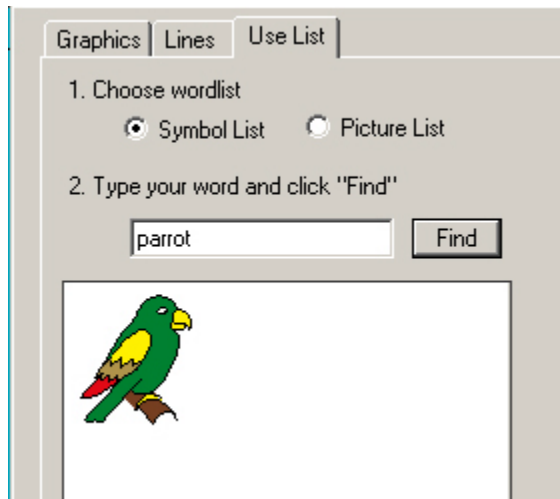 Graphics Lines Use List
1. Choose wordlist
Symbol List Picture List
2. Type your word and click "Find"
parrot Find